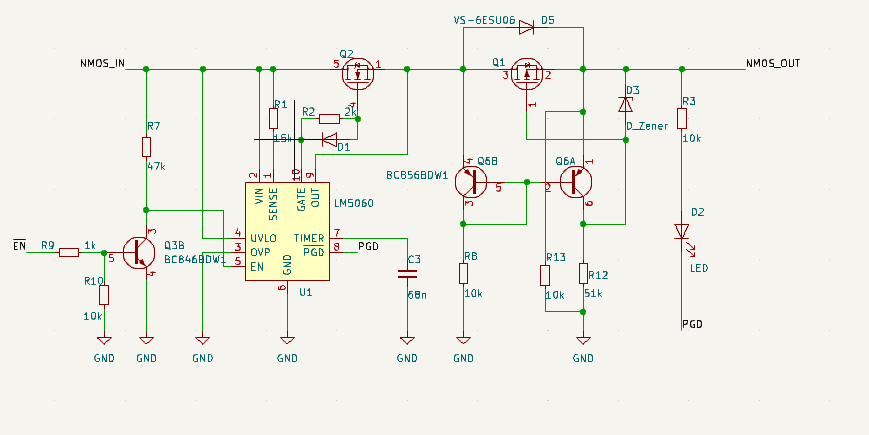 VS-6ESU06 D5
NMOS_IN
Q2
5
1
4
Q1
3
2
1
NMOS_OUT
D3
D_Zener
R3
10k
R1
15k
R2
2k
D1
R7
47k
BC856BDW1
Q6B
4
5
3
Q6A
1
2
6
2
1
10
9
VIN
SENSE
GATE
OUT
LM5060
4
UVLO
TIMER
7
3
OVP
PGD
8
PGD
5
EN
GND
6
U1
EN
R9
1k
5
3
Q3B
BC846BDW1
4
R10
10k
C3
68n
R8
10k
R13
10k
R12
51k
D2
LED
PGD
GND
GND
GND
GND
GND
GND
GND